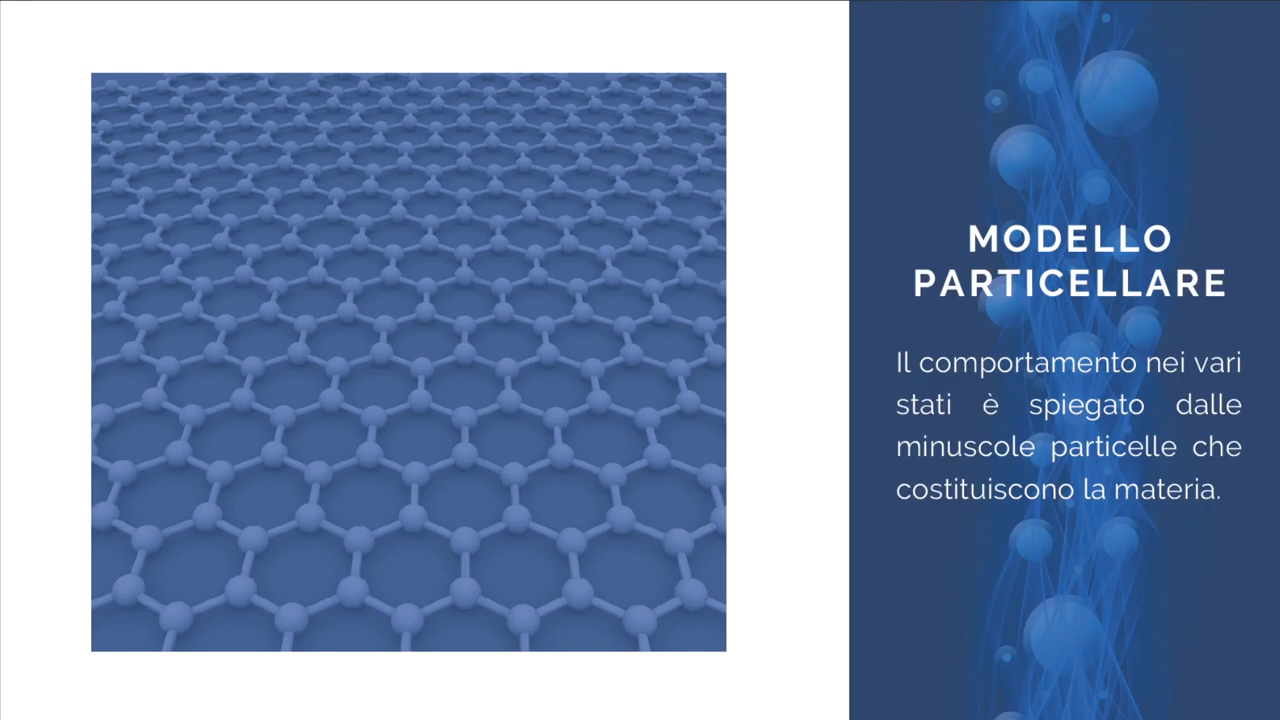 MODELLO
PARTICELLARE
Il comportamento nei vari
stati è spiegato dalle
minuscole particelle che
costituiscono la materia.